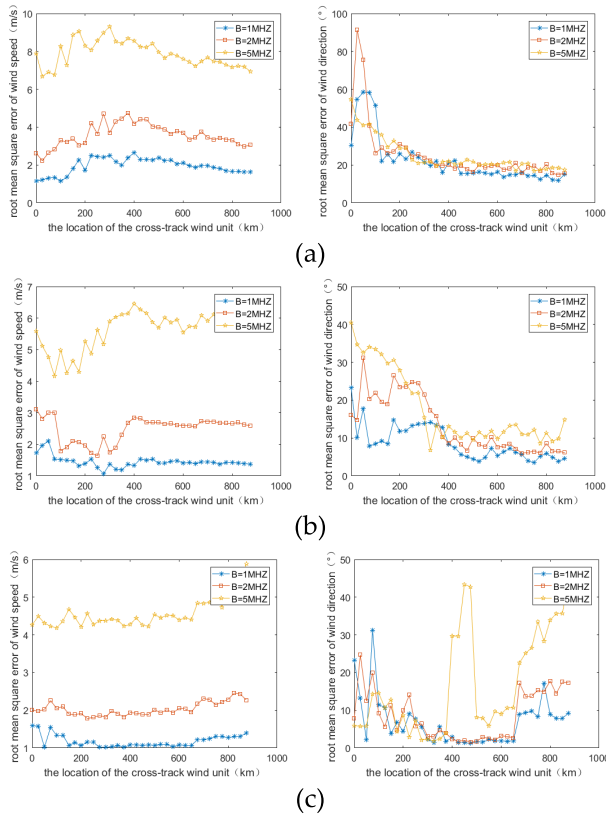 root mean square error of wind speed（m/s）
10
8
6
4
2
0
0
200
400
600
800
1000
the location of the cross-track wind unit（km）
B=1MHZ
B=2MHZ
B=5MHZ
root mean square error of wind direction（°）
100
80
60
40
20
0
0
200
400
600
800
1000
the location of the cross-track wind unit（km）
B=1MHZ
B=2MHZ
B=5MHZ
(a)
root mean square error of wind speed（m/s）
7
6
5
4
3
2
1
0
200
400
600
800
1000
the location of the cross-track wind unit（km）
B=1MHZ
B=2MHZ
B=5MHZ
root mean square error of wind direction（°）
50
40
30
20
10
0
0
200
400
600
800
1000
the location of the cross-track wind unit（km）
B=1MHZ
B=2MHZ
B=5MHZ
(b)
root mean square error of wind speed（m/s）
6
5
4
3
2
1
0
200
400
600
800
1000
the location of the cross-track wind unit（km）
B=1MHZ
B=2MHZ
B=5MHZ
root mean square error of wind direction（°）
50
40
30
20
10
0
0
200
400
600
800
1000
the location of the cross-track wind unit（km）
B=1MHZ
B=2MHZ
B=5MHZ
(c)